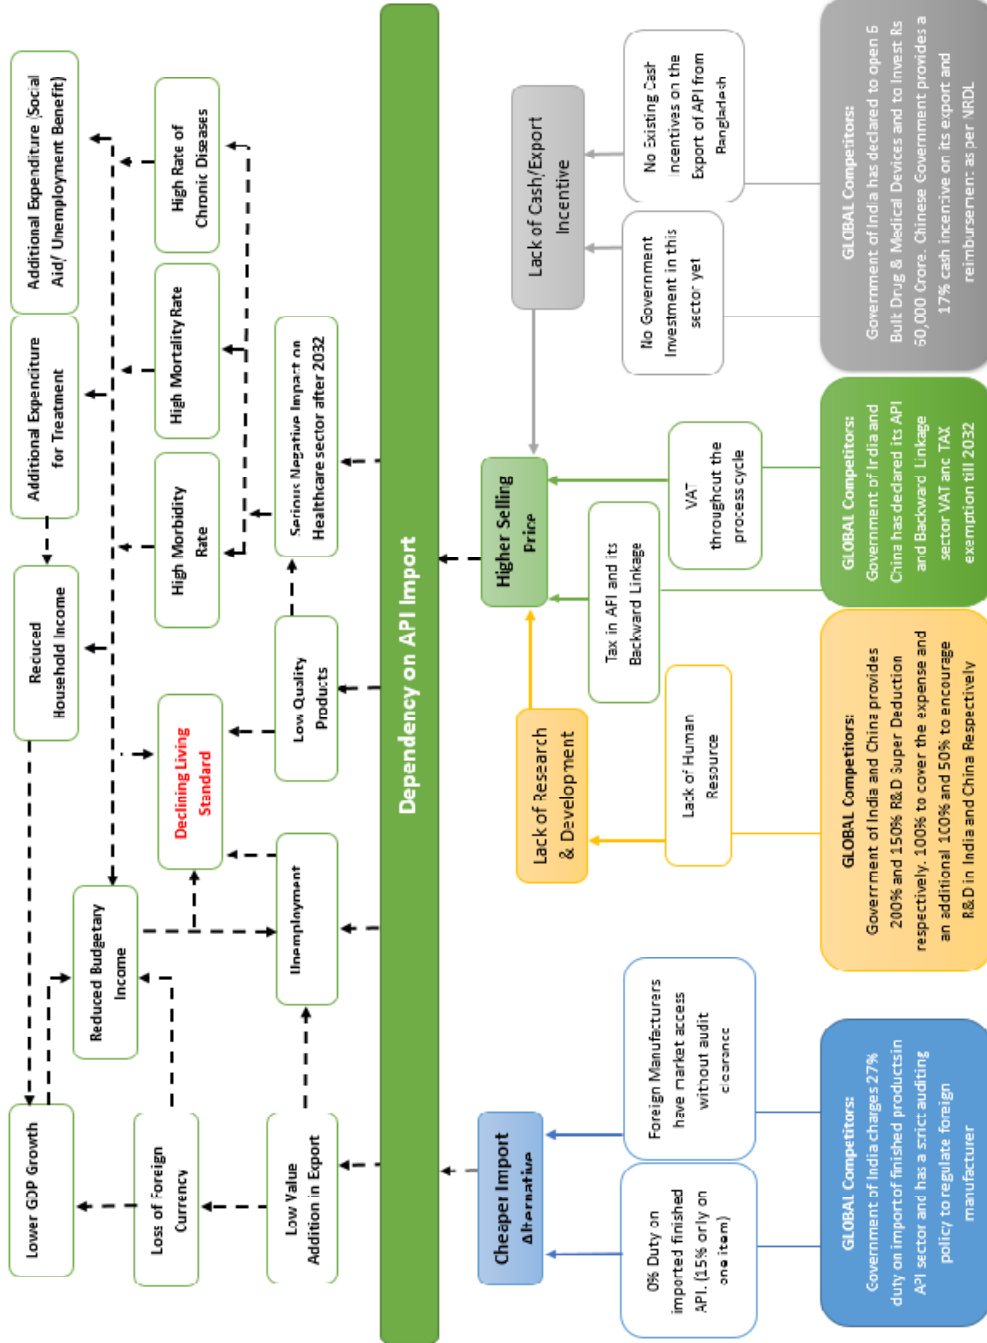 Additional Expenditure (Social
Aid/ Unemployment Benefit)
Additional Expenditure
for Treatment
Reduced
Household Income
Lower GDP Growth
High Rate of
Chronic Diseases
High Mortality Rate
High Morbidity
Rate
Declining Living
Standard
Reduced Budgetary
Income
Loss of Foreign
Currency
Serious Negative Impact on
Healthcare sector after 2032
Low Quality
Products
Unemployment
Low Value
Addition in Export
Dependency on API Import
Lack of Cash/Export
Incentive
Higher Selling
Price
Lack of Research
& Development
Cheaper Import
Alternative
No Existing Cash
Incentives on the
Export of API from
Bangladesh
No Government
Investment in this
sector yet
VAT
throughout the
process cycle
Tax in API and its
Backward Linkage
Lack of Human
Resource
Foreign Manufacturers
have market access
without audit
clearance
0% Duty on
imported finished
API. (15% only on
one item)
GLOBAL Competitors:
Government of India has declared to open 6
Bulk Drug & Medical Devices and to Invest Rs
60,000 Crore. Chinese Government provides a
17% cash incentive on its export and
reimbursement as per NRDL
GLOBAL Competitors:
Government of India and
China has declared its API
and Backward Linkage
sector VAT and TAX
exemption till 2032
GLOBAL Competitors:
Government of India and China provides
200% and 150% R&D Super Deduction
respectively. 100% to cover the expense and
an additional 100% and 50% to encourage
R&D in India and China Respectively
GLOBAL Competitors:
Government of India charges 27%
duty on import of finished products in
API sector and has a strict auditing
policy to regulate foreign
manufacturer